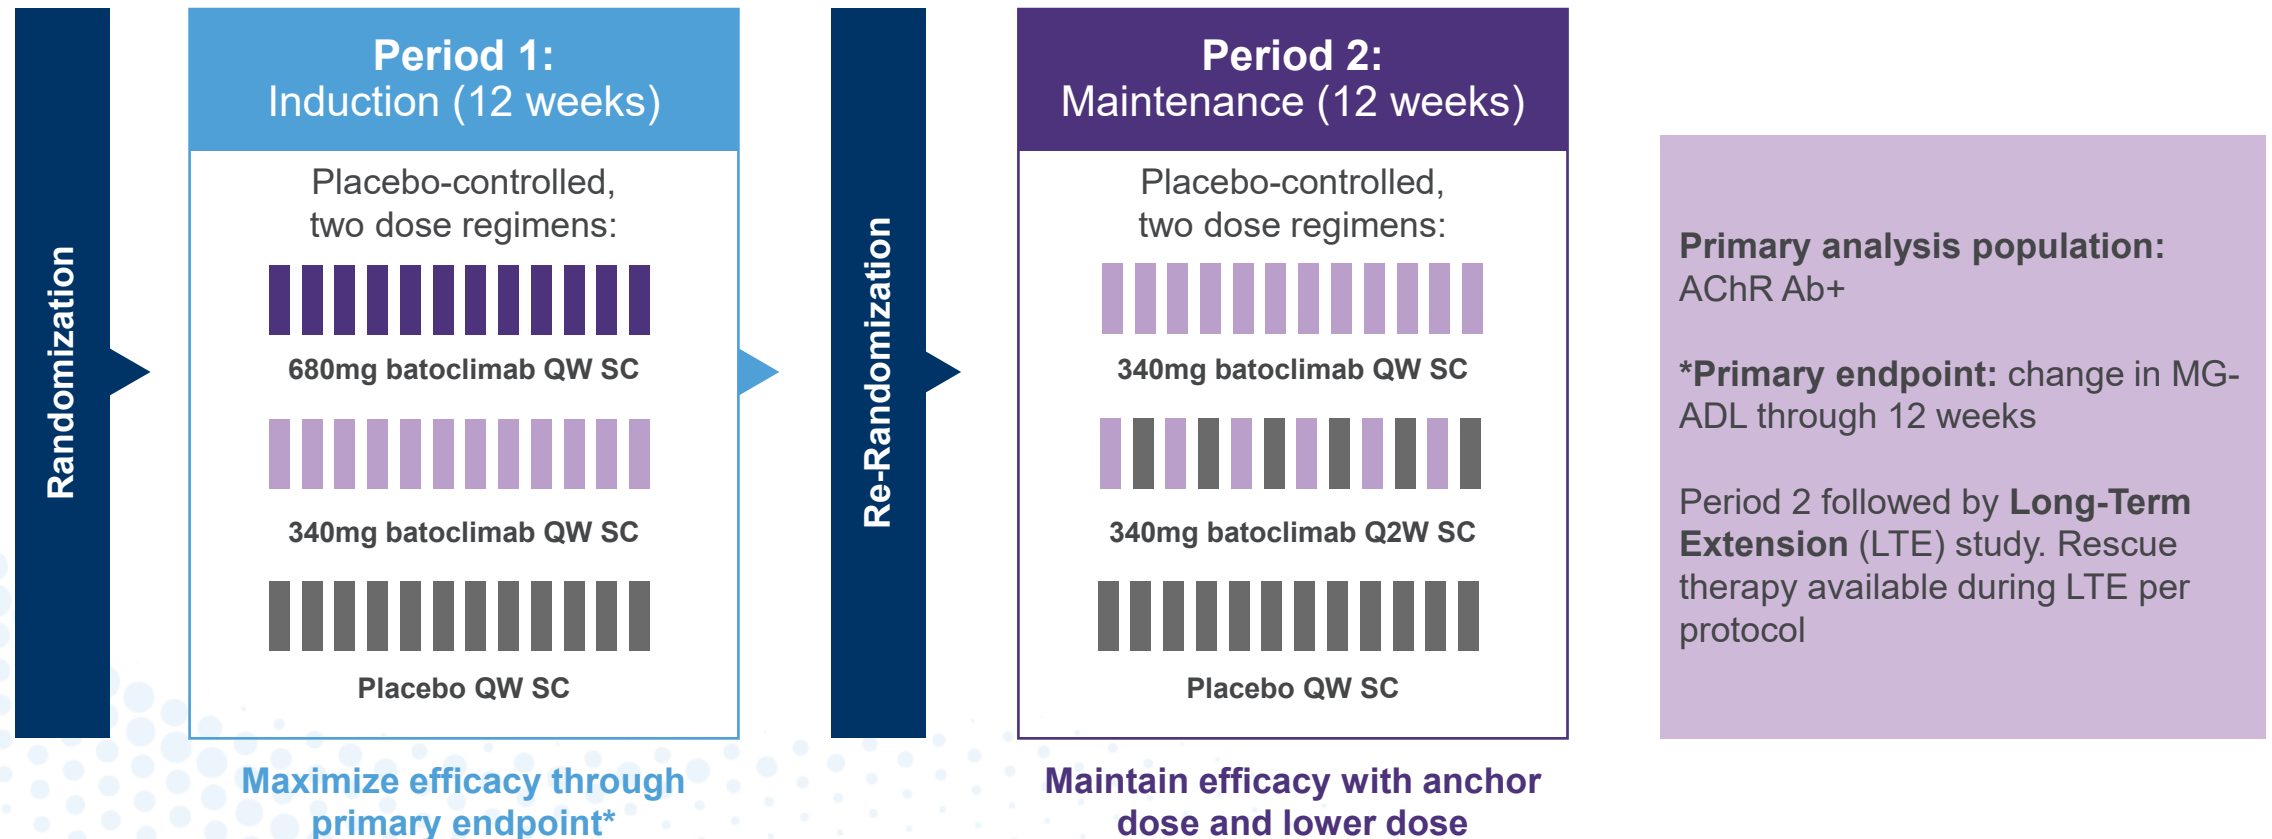 Randomization
Period 1:
Induction (12 weeks)
Placebo-controlled,
two dose regimens:
680mg batoclimab QW SC
340mg batoclimab QW SC
Placebo QW SC
Maximize efficacy through
primary endpoint*
Re-Randomization
Period 2:
Maintenance (12 weeks)
Placebo-controlled,
two dose regimens:
340mg batoclimab QW SC
340mg batoclimab Q2W SC
Placebo QW SC
Maintain efficacy with anchor
dose and lower dose
Primary analysis population:
AChR Ab+
*Primary endpoint: change in MG-
ADL through 12 weeks
Period 2 followed by Long-Term
Extension (LTE) study. Rescue
therapy available during LTE per
protocol